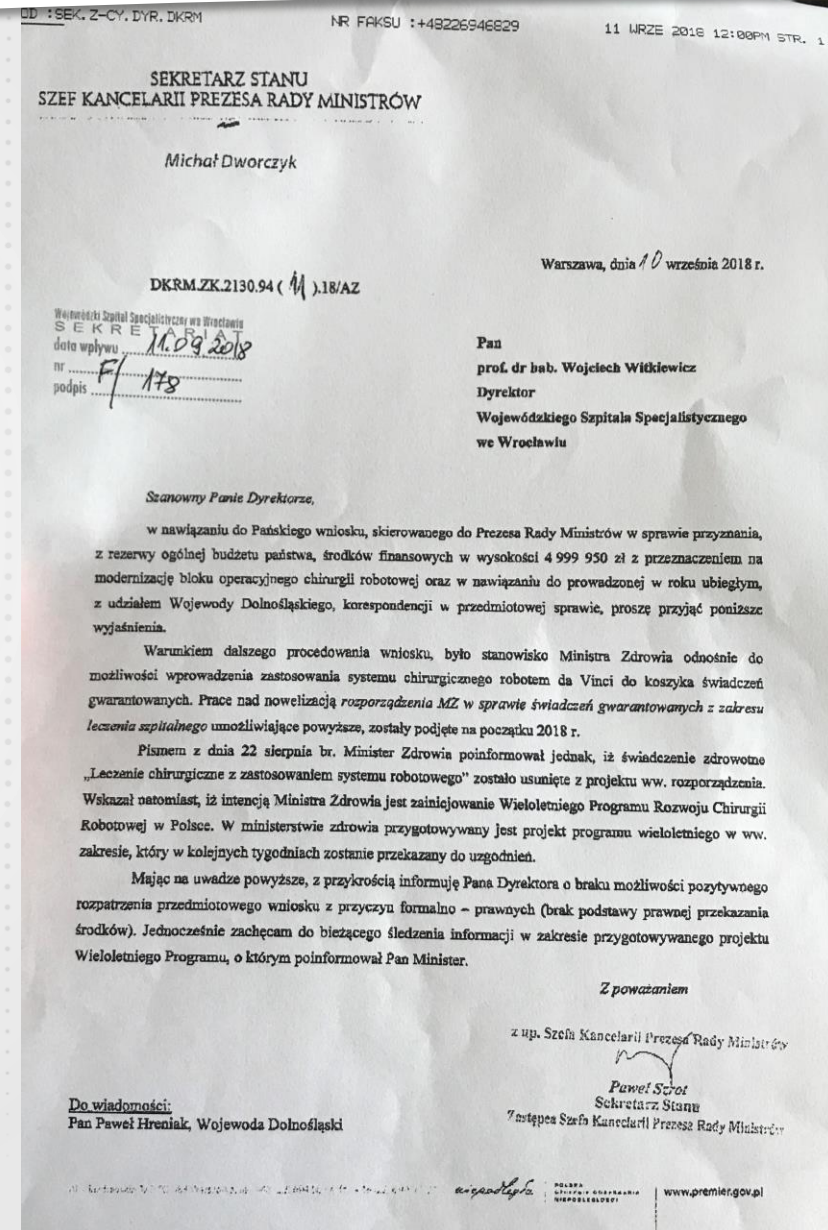 OD :SEK. Z-CY. DYR. DKRM
NR FAKSU :+48226946829
11 WRZE 2018 12:00PM STR. 1
SEKRETARZ STANU
SZEF KANCELARII PREZESA RADY MINISTRÓW
Michał Dworczyk
Warszawa, dnia 10 września 2018 r.
DKRM.ZK.2130.94 ( 11 ).18/AZ
Wojewódzki Szpital Specjalistyczny we Wrocławiu
SEKRETARIAT
data wpływu 11.09 2018
nr F/ 178
podpis
Pan
prof. dr hab. Wojciech Witkiewicz
Dyrektor
Wojewódzkiego Szpitala Specjalistycznego
we Wrocławiu
Szanowny Panie Dyrektorze,
w nawiązaniu do Pańskiego wniosku, skierowanego do Prezesa Rady Ministrów w sprawie przyznania,
z rezerwy ogólnej budżetu państwa, środków finansowych w wysokości 4 999 950 zł z przeznaczeniem na
modernizację bloku operacyjnego chirurgii robotowej oraz w nawiązaniu do prowadzonej w roku ubiegłym,
z udziałem Wojewody Dolnośląskiego, korespondencji w przedmiotowej sprawie, proszę przyjąć poniższe
wyjaśnienia.
Warunkiem dalszego procedowania wniosku, było stanowisko Ministra Zdrowia odnośnie do
możliwości wprowadzenia zastosowania systemu chirurgicznego robotem da Vinci do koszyka świadczeń
gwarantowanych. Prace nad nowelizacją rozporządzenia MZ w sprawie świadczeń gwarantowanych z zakresu
leczenia szpitalnego umożliwiające powyższe, zostały podjęte na początku 2018 r.
Pismem z dnia 22 sierpnia br. Minister Zdrowia poinformował jednak, iż świadczenie zdrowotne
„Leczenie chirurgiczne z zastosowaniem systemu robotowego” zostało usunięte z projektu ww. rozporządzenia.
Wskazał natomiast, iż intencją Ministra Zdrowia jest zainicjowanie Wieloletniego Programu Rozwoju Chirurgii
Robotowej w Polsce. W ministerstwie zdrowia przygotowywany jest projekt programu wieloletniego w ww.
zakresie, który w kolejnych tygodniach zostanie przekazany do uzgodnień.
Mając na uwadze powyższe, z przykrością informuję Pana Dyrektora o braku możliwości pozytywnego
rozpatrzenia przedmiotowego wniosku z przyczyn formalno – prawnych (brak podstawy prawnej przekazania
środków). Jednocześnie zachęcam do bieżącego śledzenia informacji w zakresie przygotowywanego projektu
Wieloletniego Programu, o którym poinformował Pan Minister.
Z poważaniem
z up. Szefa Kancelarii Prezesa Rady Ministrów
Paweł Szrot
Sekretarz Stanu
Zastępca Szefa Kancelarii Prezesa Rady Ministrów
Do wiadomości:
Pan Paweł Hreniak, Wojewoda Dolnośląski
niepodległa
POLSKA
STULECIE ODZYSKANIA
NIEPODLEGŁOŚCI
www.premier.gov.pl